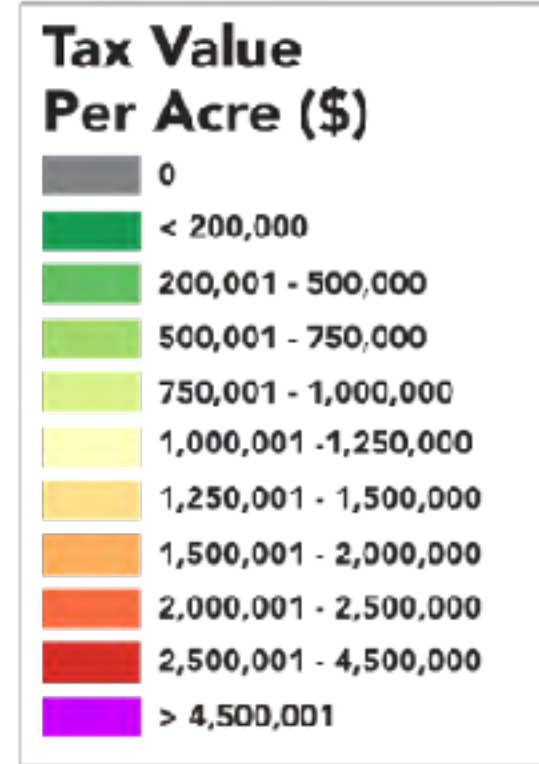 Tax Value
Per Acre ($)
0
< 200,000
200,001 - 500,000
500,001 - 750,000
750,001 - 1,000,000
1,000,001 -1,250,000
1,250,001 - 1,500,000
1,500,001 - 2,000,000
2,000,001 - 2,500,000
2,500,001 - 4,500,000
> 4,500,001